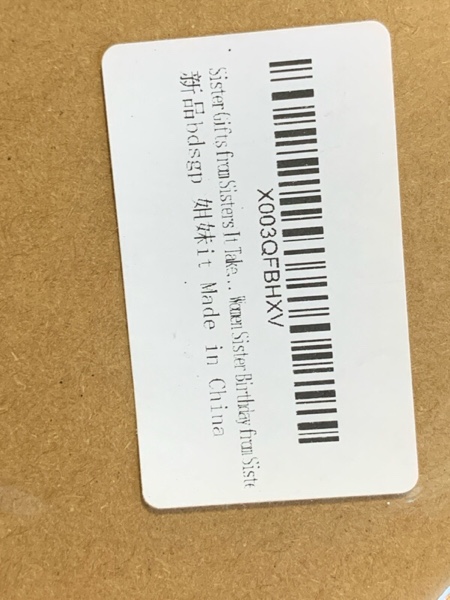 X003QFBHXV
Sister Gifts from Sisters It Take... Women Sister Birthday from Siste
新品bdsgp 姐妹it Made in China